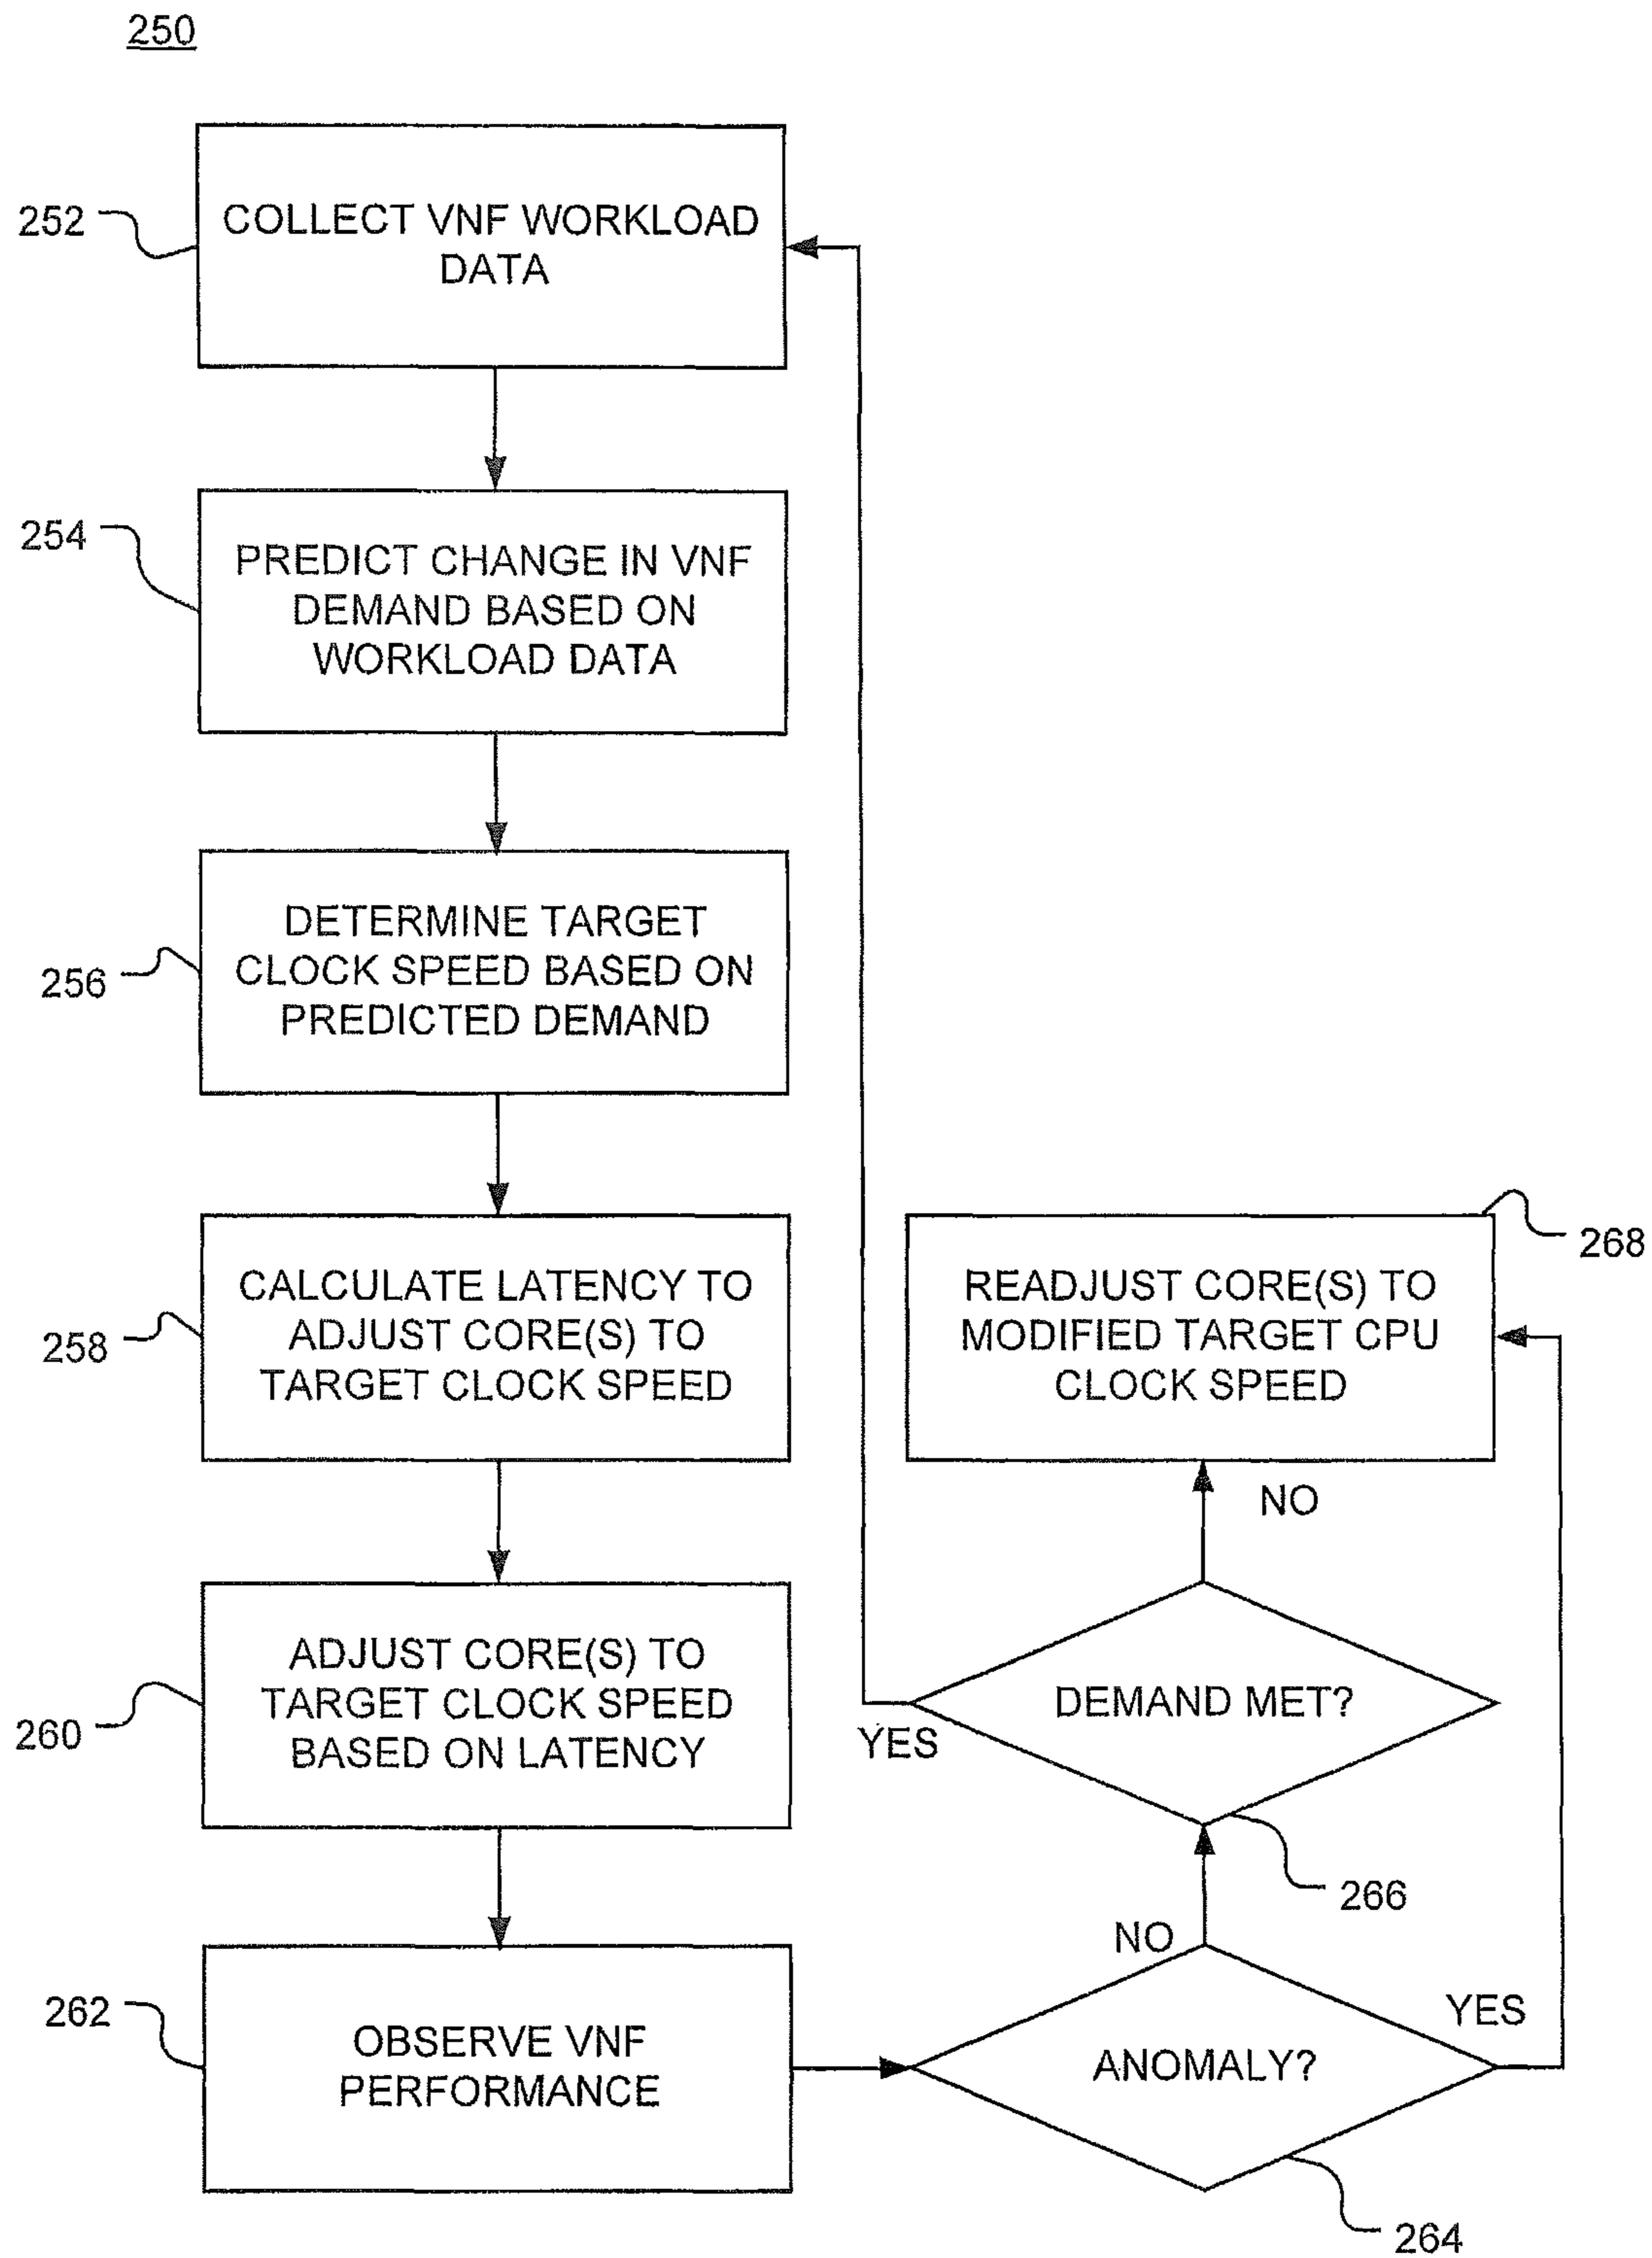 250
252
COLLECT VNF WORKLOAD
DATA
254
PREDICT CHANGE IN VNF
DEMAND BASED ON
WORKLOAD DATA
256
DETERMINE TARGET
CLOCK SPEED BASED ON
PREDICTED DEMAND
258
CALCULATE LATENCY TO
ADJUST CORE(S) TO
TARGET CLOCK SPEED
260
ADJUST CORE(S) TO
TARGET CLOCK SPEED
BASED ON LATENCY
262
OBSERVE VNF
PERFORMANCE
ANOMALY?
264
YES
NO
DEMAND MET?
266
YES
NO
READJUST CORE(S) TO
MODIFIED TARGET CPU
CLOCK SPEED
268